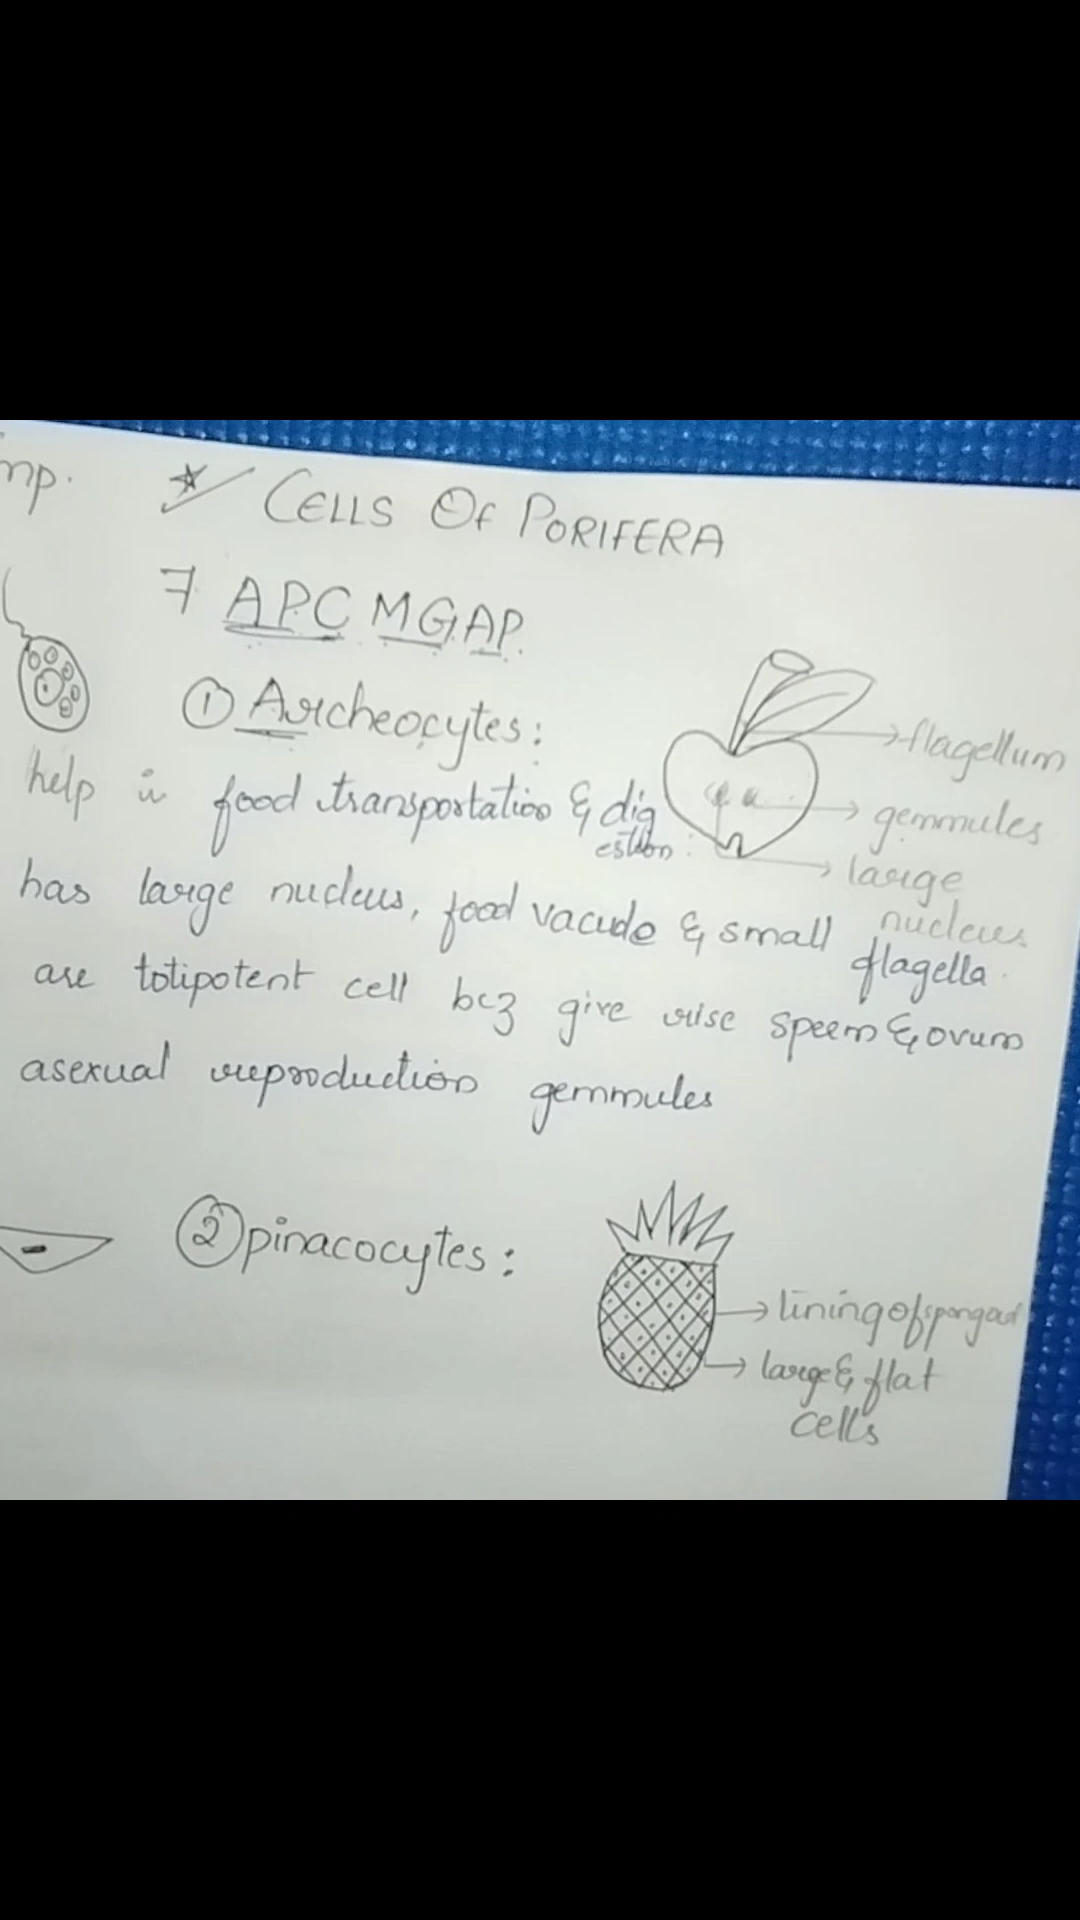 mp.
CELLS OF PORIFERA
7 APC MGAP.
① Archeocytes:
flagellum
help in food transportation & dig
estion:
gemmules
large
nucleus
has large nucleus, food vacuole & small
flagella.
are totipotent cell bcz give rise sperm & ovum
asexual reproduction gemmules
② pinacocytes:
lining of spongocoel
large & flat
cells